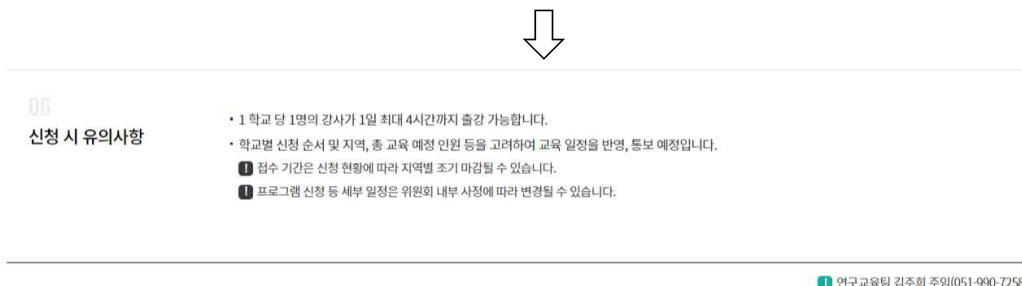 06
신청 시 유의사항
• 1 학교 당 1명의 강사가 1일 최대 4시간까지 출강 가능합니다.
• 학교별 신청 순서 및 지역, 총 교육 예정 인원 등을 고려하여 교육 일정을 반영, 통보 예정입니다.
! 접수 기간은 신청 현황에 따라 지역별 조기 마감될 수 있습니다.
! 프로그램 신청 등 세부 일정은 위원회 내부 사정에 따라 변경될 수 있습니다.
! 연구교육팀 김주희 주임(051-990-7258